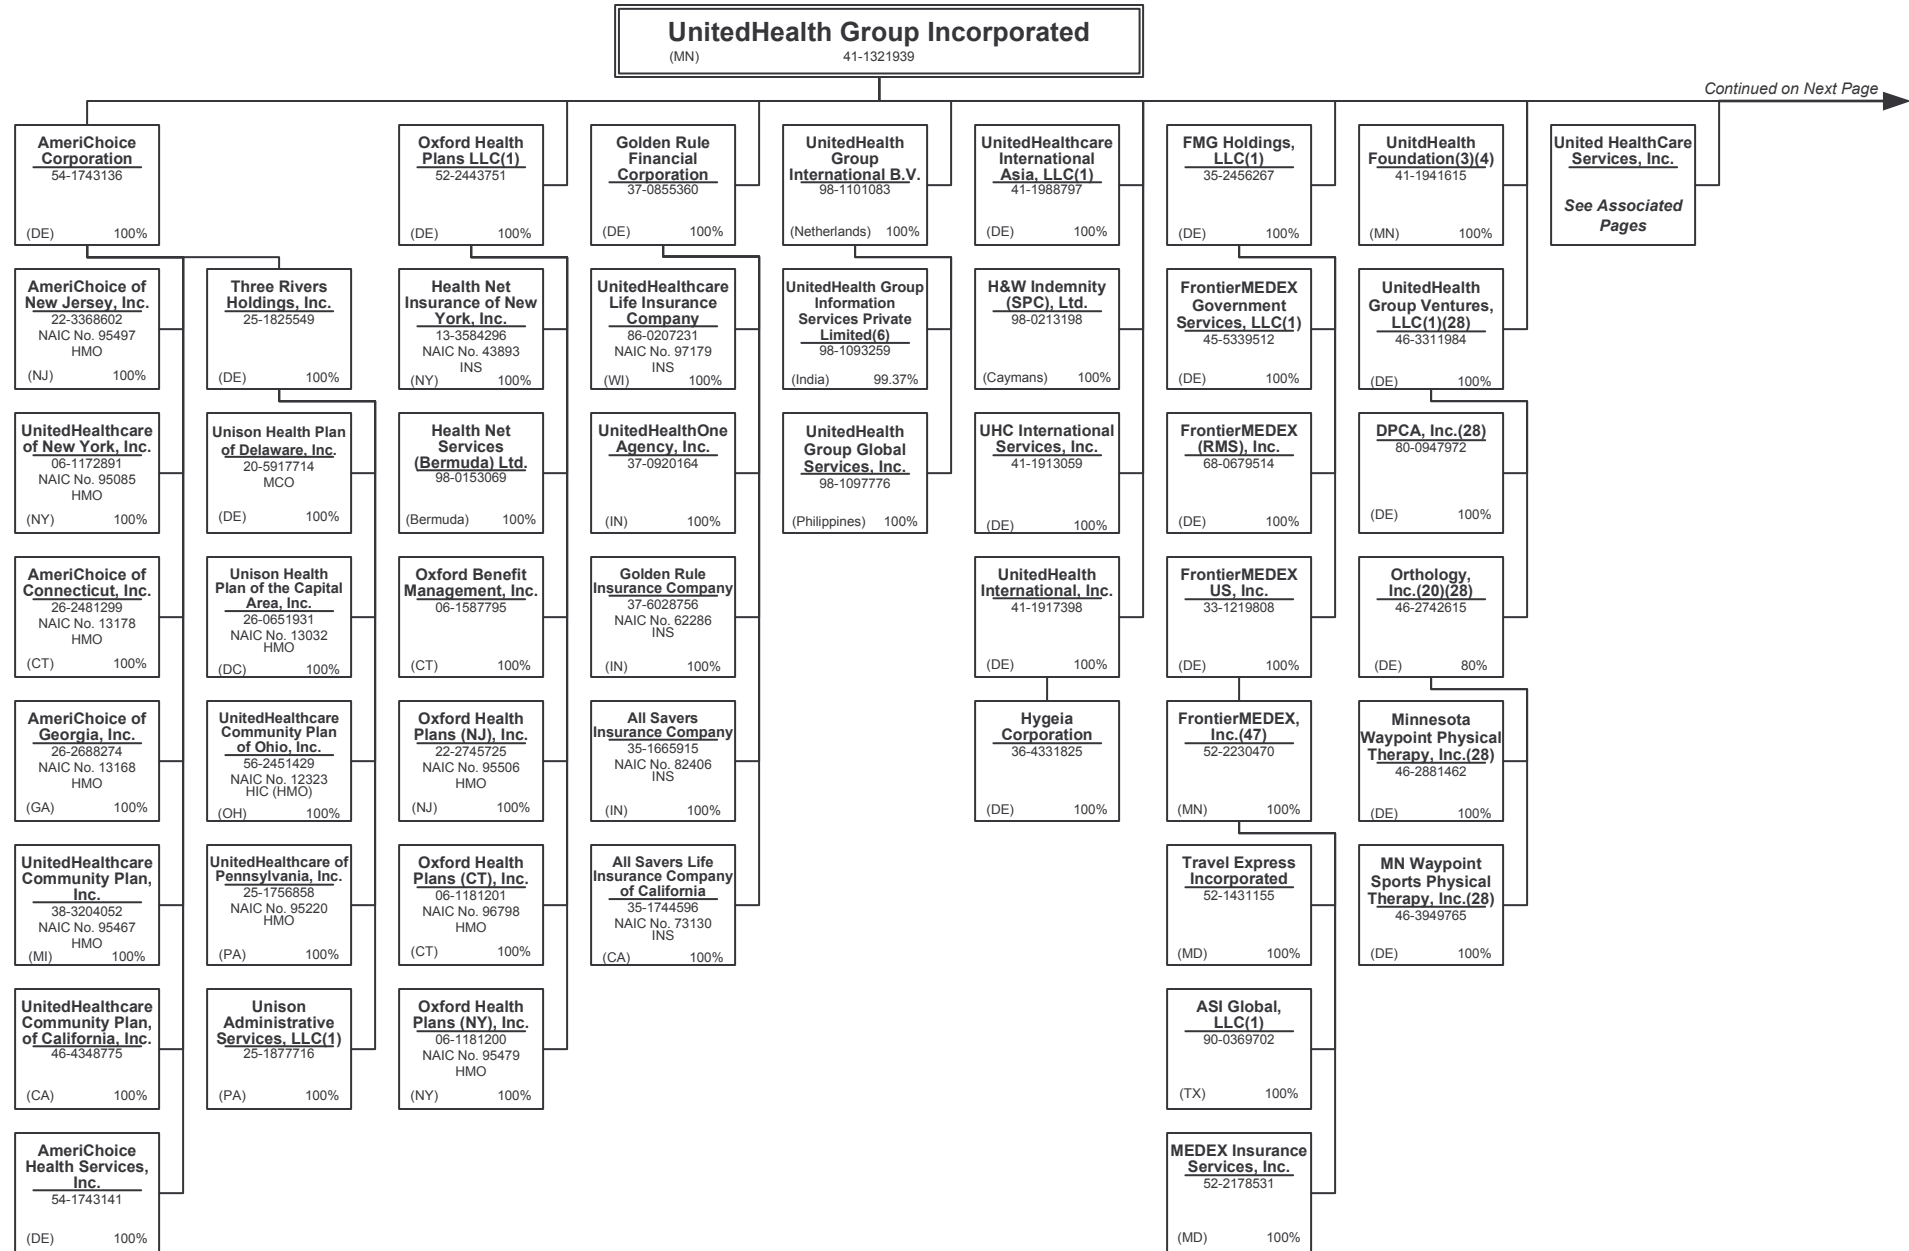 UnitedHealth Group Incorporated
(MN) 41-1321939
Continued on Next Page
AmeriChoice
Corporation
54-1743136
(DE) 100%
Oxford Health
Plans LLC(1)
52-2443751
(DE) 100%
Golden Rule
Financial
Corporation
37-0855360
(DE) 100%
UnitedHealth
Group
International B.V.
98-1101083
(Netherlands) 100%
UnitedHealthcare
International
Asia, LLC(1)
41-1988797
(DE) 100%
FMG Holdings,
LLC(1)
35-2456267
(DE) 100%
UnitdHealth
Foundation(3)(4)
41-1941615
(MN) 100%
United HealthCare
Services, Inc.
See Associated
Pages
AmeriChoice of
New Jersey, Inc.
22-3368602
NAIC No. 95497
HMO
(NJ) 100%
Three Rivers
Holdings, Inc.
25-1825549
(DE) 100%
Health Net
Insurance of New
York, Inc.
13-3584296
NAIC No. 43893
INS
(NY) 100%
UnitedHealthcare
Life Insurance
Company
86-0207231
NAIC No. 97179
INS
(WI) 100%
UnitedHealth Group
Information
Services Private
Limited(6)
98-1093259
(India) 99.37%
H&W Indemnity
(SPC), Ltd.
98-0213198
(Caymans) 100%
FrontierMEDEX
Government
Services, LLC(1)
45-5339512
(DE) 100%
UnitedHealth
Group Ventures,
LLC(1)(28)
46-3311984
(DE) 100%
UnitedHealthcare
of New York, Inc.
06-1172891
NAIC No. 95085
HMO
(NY) 100%
Unison Health Plan
of Delaware, Inc.
20-5917714
MCO
(DE) 100%
Health Net
Services
(Bermuda) Ltd.
98-0153069
(Bermuda) 100%
UnitedHealthOne
Agency, Inc.
37-0920164
(IN) 100%
UnitedHealth
Group Global
Services, Inc.
98-1097776
(Philippines) 100%
UHC International
Services, Inc.
41-1913059
(DE) 100%
FrontierMEDEX
(RMS), Inc.
68-0679514
(DE) 100%
DPCA, Inc.(28)
80-0947972
(DE) 100%
AmeriChoice of
Connecticut, Inc.
26-2481299
NAIC No. 13178
HMO
(CT) 100%
Unison Health
Plan of the Capital
Area, Inc.
26-0651931
NAIC No. 13032
HMO
(DC) 100%
Oxford Benefit
Management, Inc.
06-1587795
(CT) 100%
Golden Rule
Insurance Company
37-6028756
NAIC No. 62286
INS
(IN) 100%
UnitedHealth
International, Inc.
41-1917398
(DE) 100%
FrontierMEDEX
US, Inc.
33-1219808
(DE) 100%
Orthology,
Inc.(20)(28)
46-2742615
(DE) 80%
AmeriChoice of
Georgia, Inc.
26-2688274
NAIC No. 13168
HMO
(GA) 100%
UnitedHealthcare
Community Plan
of Ohio, Inc.
56-2451429
NAIC No. 12323
HIC (HMO)
(OH) 100%
Oxford Health
Plans (NJ), Inc.
22-2745725
NAIC No. 95506
HMO
(NJ) 100%
All Savers
Insurance Company
35-1665915
NAIC No. 82406
INS
(IN) 100%
Hygeia
Corporation
36-4331825
(DE) 100%
FrontierMEDEX,
Inc.(47)
52-2230470
(MN) 100%
Minnesota
Waypoint Physical
Therapy, Inc.(28)
46-2881462
(DE) 100%
UnitedHealthcare
Community Plan,
Inc.
38-3204052
NAIC No. 95467
HMO
(MI) 100%
UnitedHealthcare of
Pennsylvania, Inc.
25-1756858
NAIC No. 95220
HMO
(PA) 100%
Oxford Health
Plans (CT), Inc.
06-1181201
NAIC No. 96798
HMO
(CT) 100%
All Savers Life
Insurance Company
of California
35-1744596
NAIC No. 73130
INS
(CA) 100%
Travel Express
Incorporated
52-1431155
(MD) 100%
MN Waypoint
Sports Physical
Therapy, Inc.(28)
46-3949765
(DE) 100%
UnitedHealthcare
Community Plan,
of California, Inc.
46-4348775
(CA) 100%
Unison
Administrative
Services, LLC(1)
25-1877716
(PA) 100%
Oxford Health
Plans (NY), Inc.
06-1181200
NAIC No. 95479
HMO
(NY) 100%
ASI Global,
LLC(1)
90-0369702
(TX) 100%
AmeriChoice
Health Services,
Inc.
54-1743141
(DE) 100%
MEDEX Insurance
Services, Inc.
52-2178531
(MD) 100%